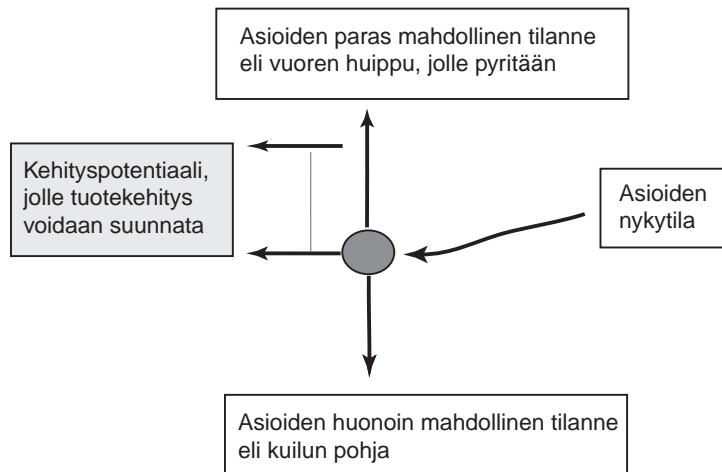 Asioiden paras mahdollinen tilanne
eli vuoren huippu, jolle pyritään
Kehityspotentiaali,
jolle tuotekehitys
voidaan suunnata
Asioiden
nykytila
Asioiden huonoin mahdollinen tilanne
eli kuilun pohja